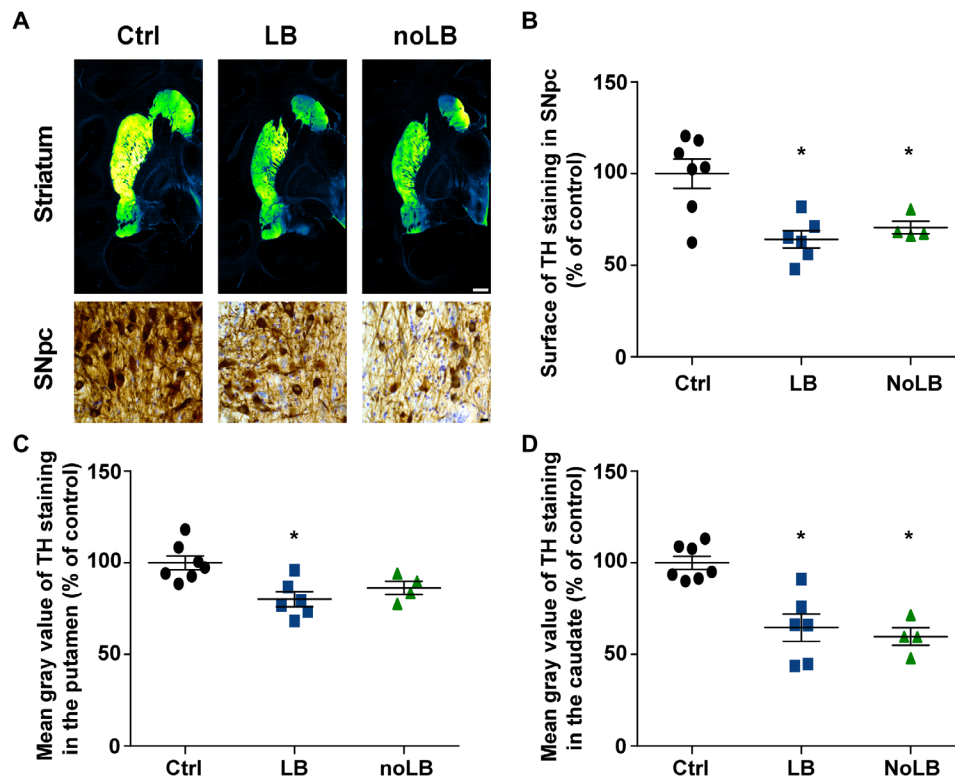 A
Ctrl
LB
noLB
Striatum
SNpc
B
Surface of TH staining in SNpc
(% of control)
150
100
50
0
*
*
Ctrl
LB
NoLB
C
Mean gray value of TH staining
in the putamen (% of control)
150
100
50
0
*
Ctrl
LB
noLB
D
Mean gray value of TH staining
in the caudate (% of control)
150
100
50
0
*
*
Ctrl
LB
NoLB